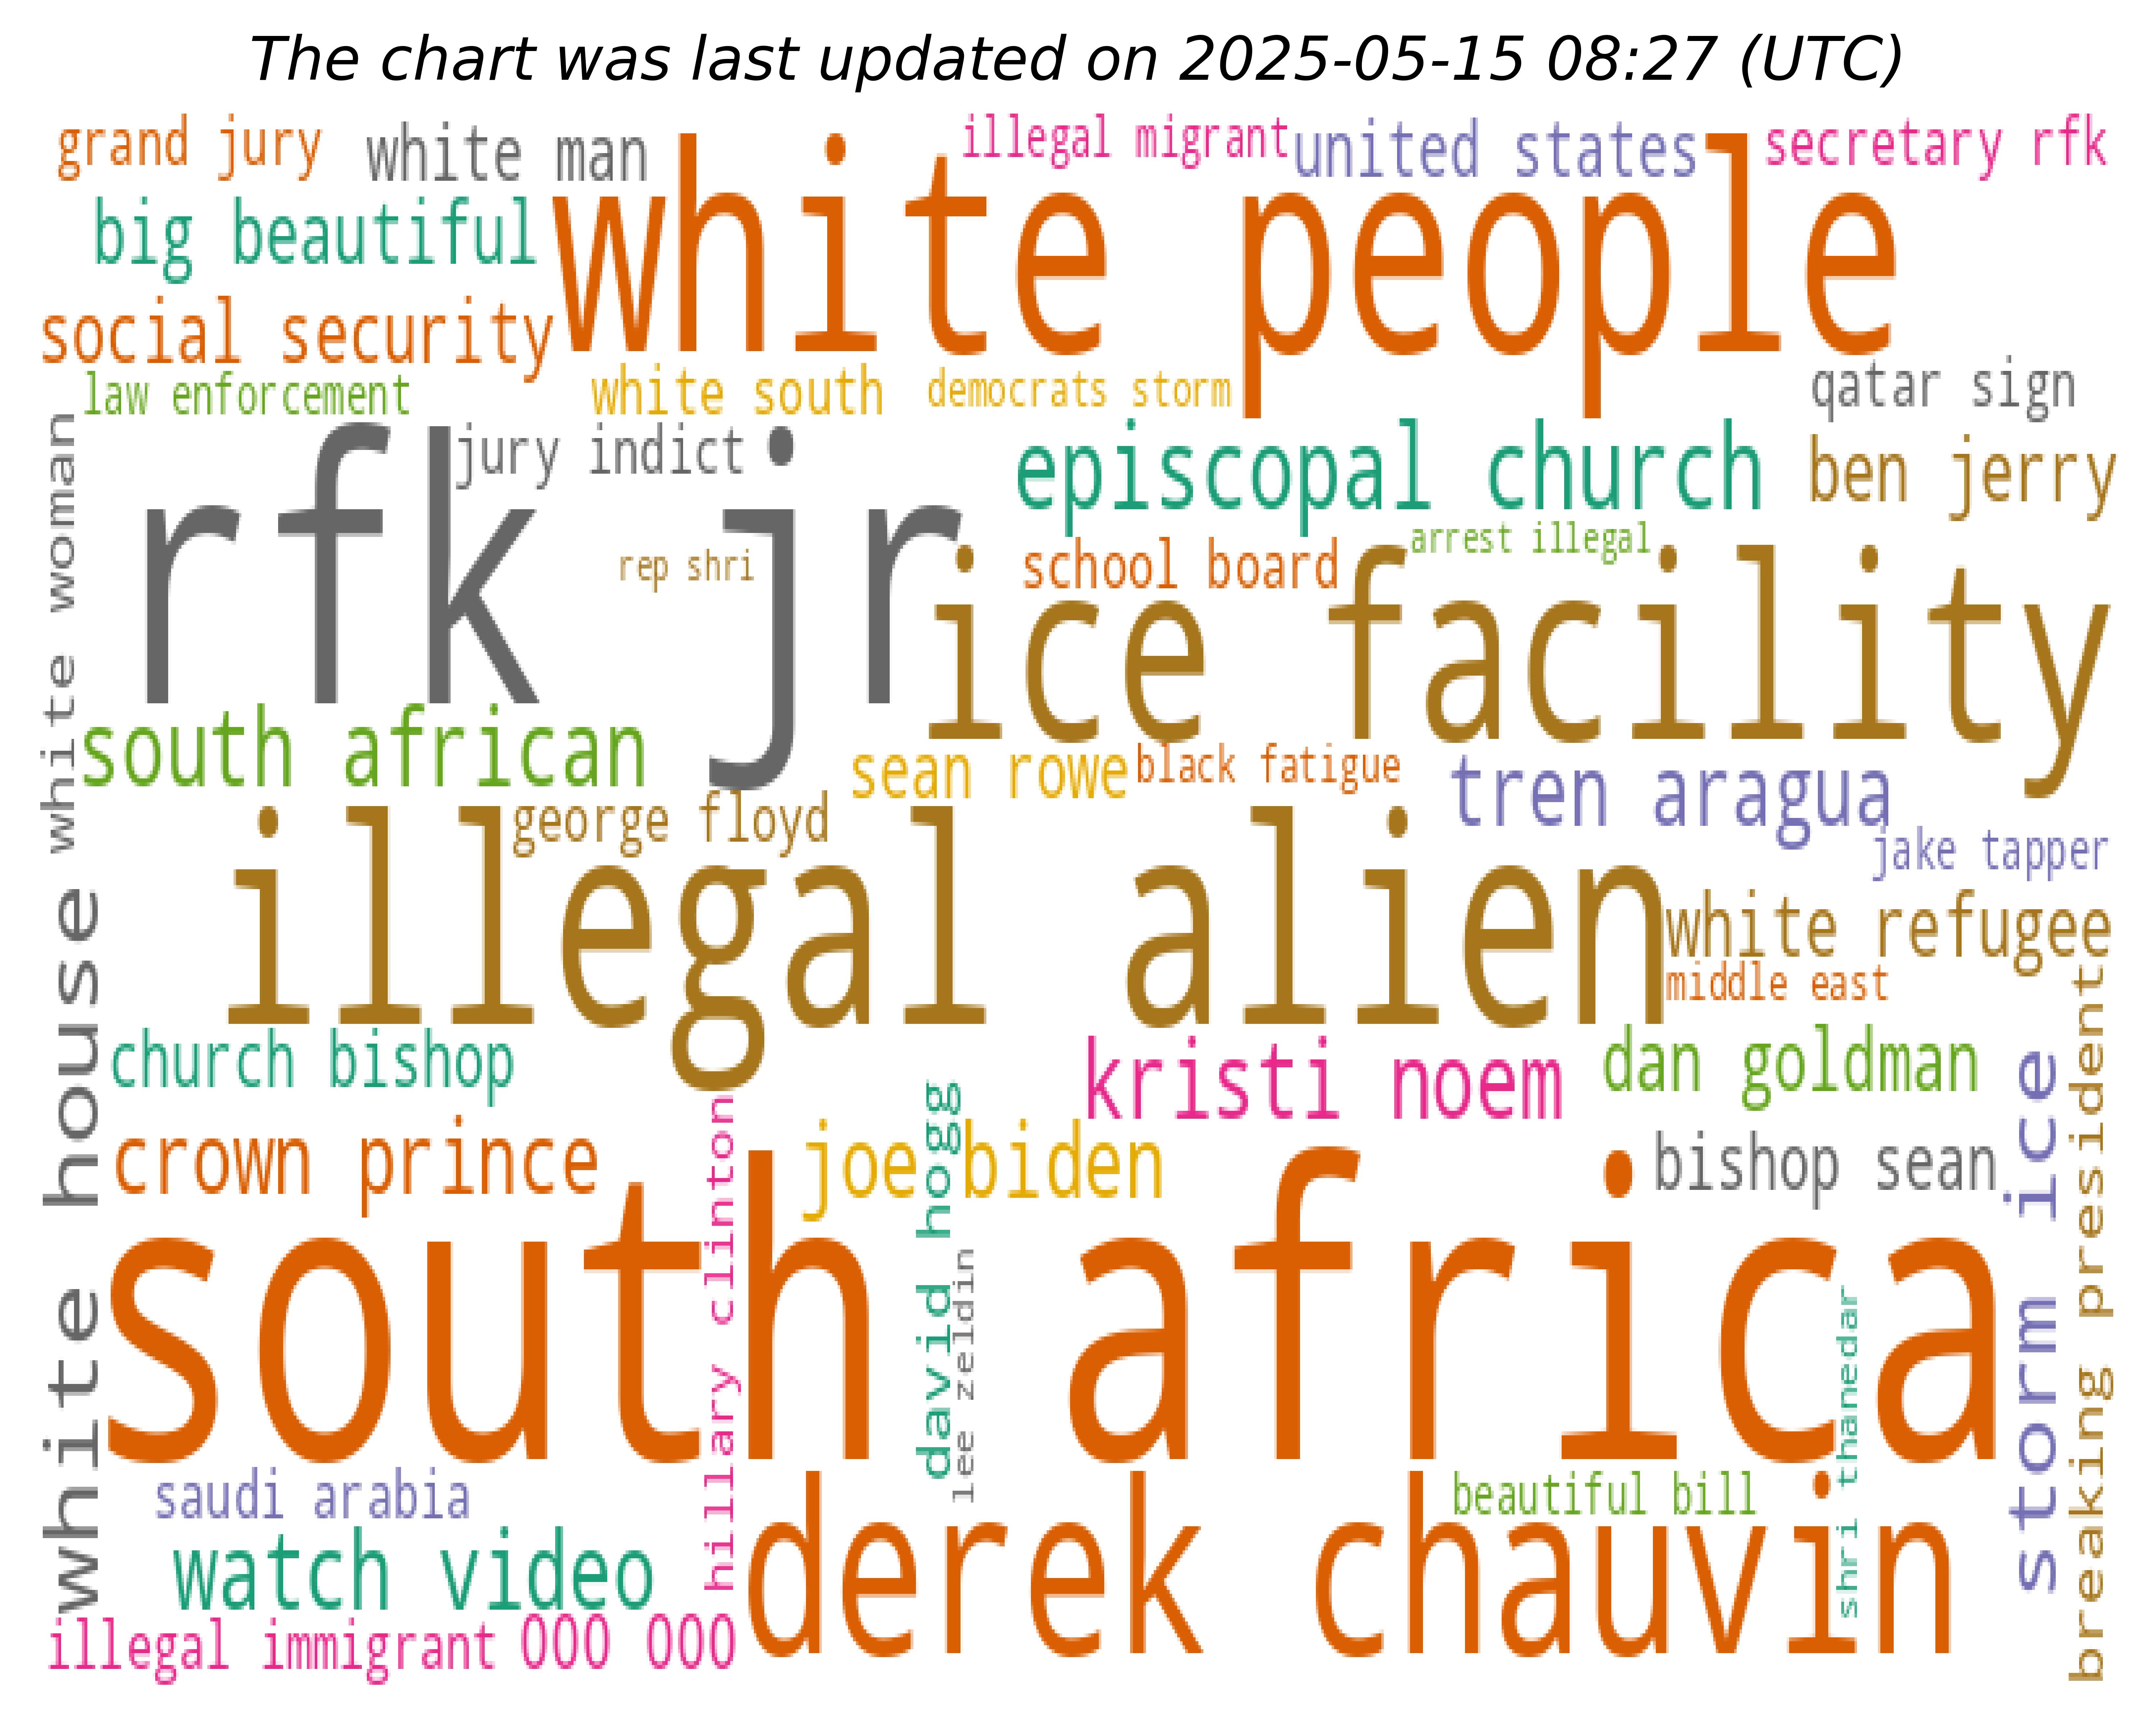 The chart was last updated on 2025-05-15 08:27 (UTC)
grand jury
white man
illegal migrant
united states
secretary rfk
big beautiful
white people
social security
law enforcement
white south
democrats storm
qatar sign
white woman
rfk jr
jury indict
episcopal church
ben jerry
rep shri
school board
arrest illegal
ice facility
south african
sean rowe
black fatigue
tren aragua
george floyd
jake tapper
illegal alien
white refugee
middle east
white house
church bishop
kristi noem
dan goldman
crown prince
joe biden
david hogg
bishop sean
storm ice
breaking president
hillary clinton
lee zeldin
south africa
shri thanedar
saudi arabia
beautiful bill
watch video
derek chauvin
illegal immigrant
000 000